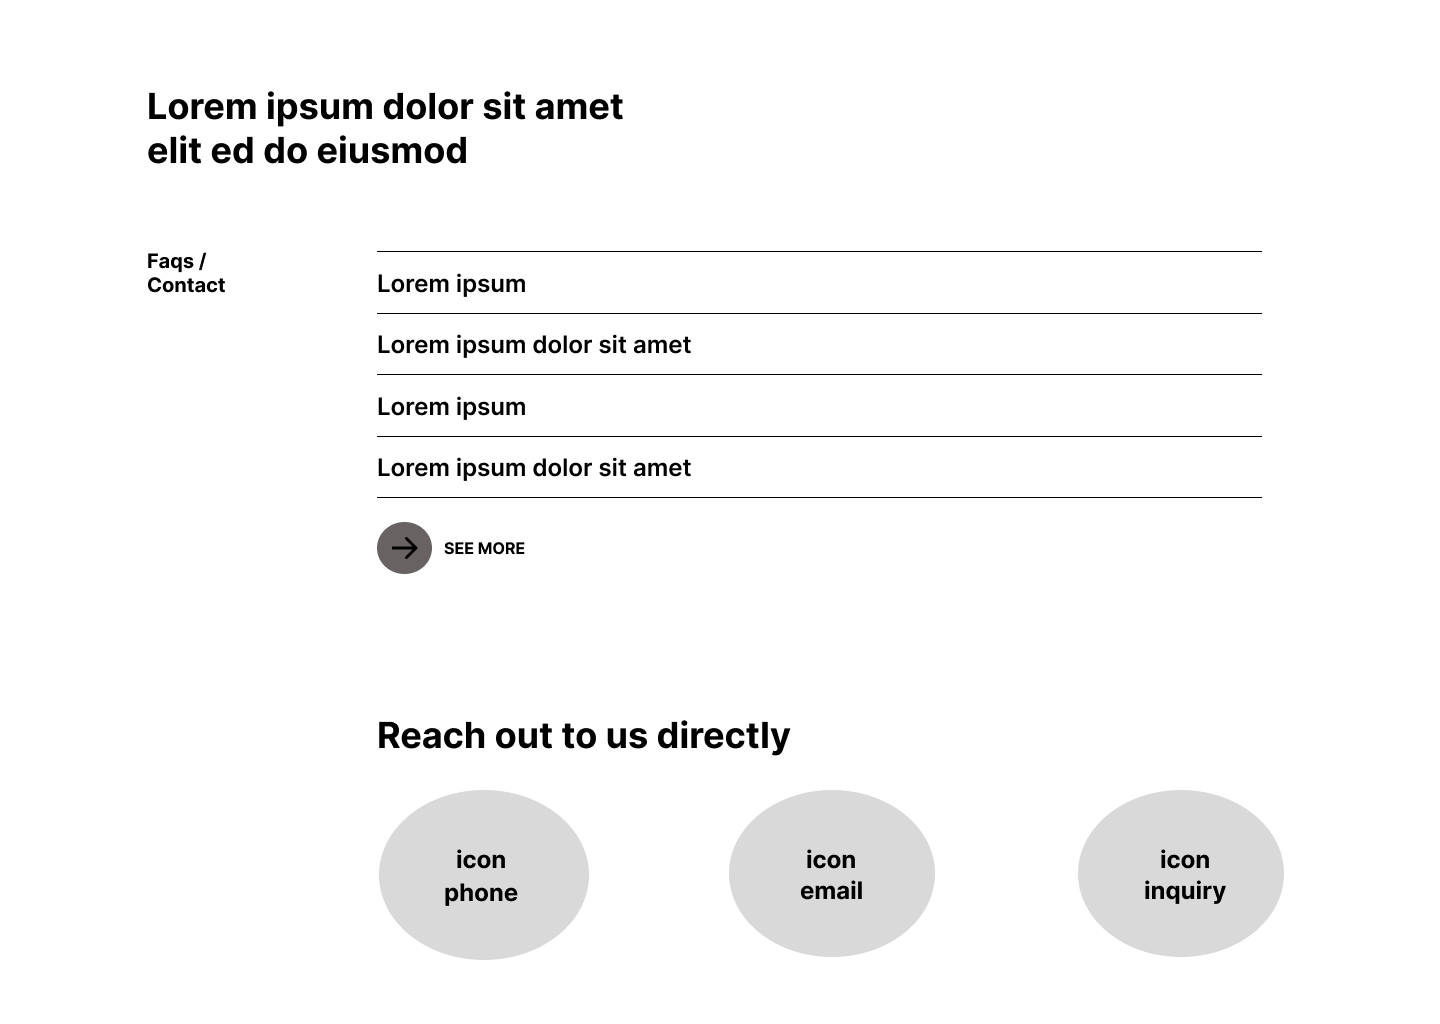 Lorem ipsum dolor sit amet
elit ed do eiusmod
Faqs /
Contact
Lorem ipsum
Lorem ipsum dolor sit amet
Lorem ipsum
Lorem ipsum dolor sit amet
SEE MORE
Reach out to us directly
icon
phone
icon
email
icon
inquiry